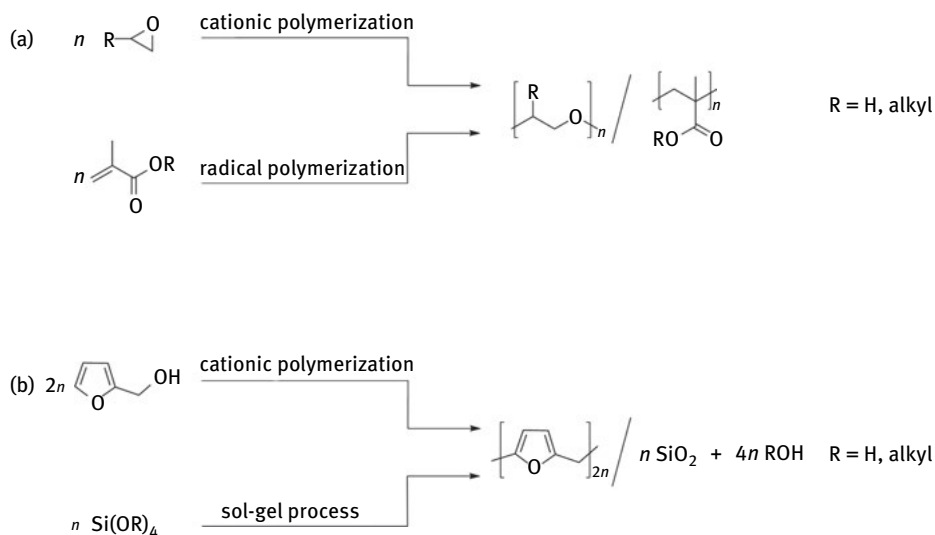 (a) n R O cationic polymerization
R O n / n RO O R = H, alkyl
n OR O radical polymerization
(b) 2n O OH cationic polymerization
O 2n / n SiO₂ + 4n ROH R = H, alkyl
n Si(OR)₄ sol-gel process